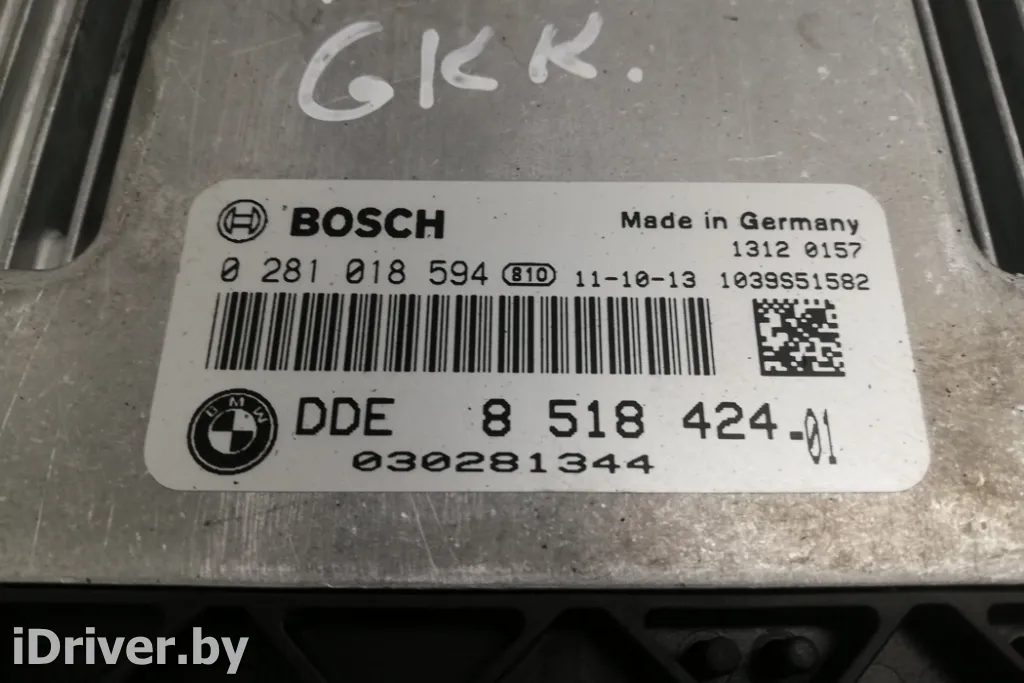 GKK.
BOSCH
Made in Germany
1312 0157
0 281 018 594 810 11-10-13 1039S51582
BMW DDE 8 518 424-01
030281344
iDriver.by